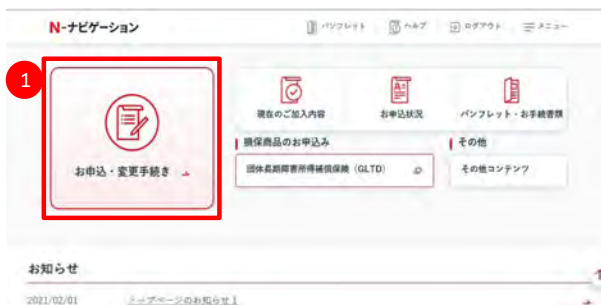 N-ナビゲーション
パンフレット
ヘルプ
ログアウト
メニュー
1
お申込・変更手続き
現在のご加入内容
お申込状況
パンフレット・お手続書類
損保商品のお申込み
その他
団体長期障害所得補償保険（GLTD）
その他コンテンツ
お知らせ
2021/02/01
トップページのお知らせ1